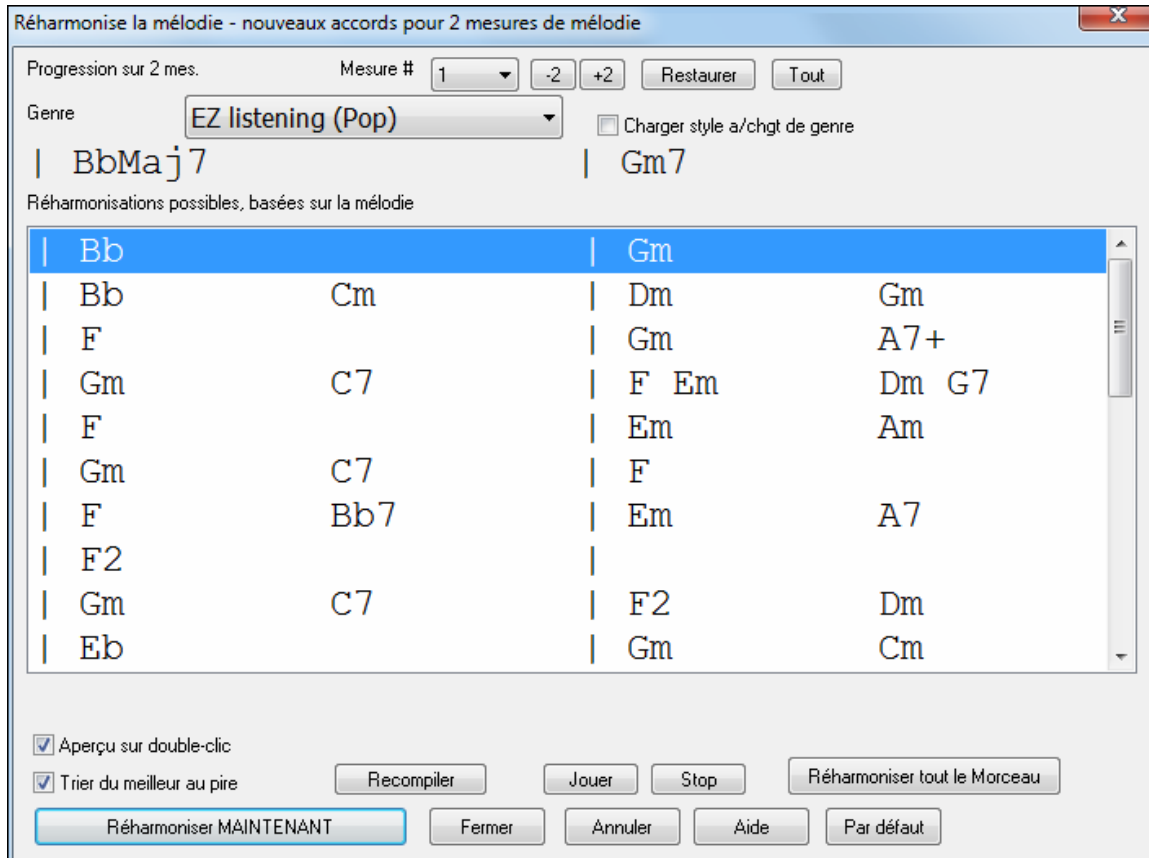 Réharmonise la mélodie - nouveaux accords pour 2 mesures de mélodie
Progression sur 2 mes. Mesure # 1 -2 +2 Restaurer Tout
Genre EZ listening (Pop) Charger style a/chgt de genre
| BbMaj7 | Gm7
Réharmonisations possibles, basées sur la mélodie
| Bb | Gm
| Bb Cm | Dm Gm
| F | Gm A7+
| Gm C7 | F Em Dm G7
| F | Em Am
| Gm C7 | F
| F Bb7 | Em A7
| F2 |
| Gm C7 | F2 Dm
| Eb | Gm Cm
Aperçu sur double-clic
Trier du meilleur au pire Recompiler Jouer Stop Réharmoniser tout le Morceau
Réharmoniser MAINTENANT Fermer Annuler Aide Par défaut